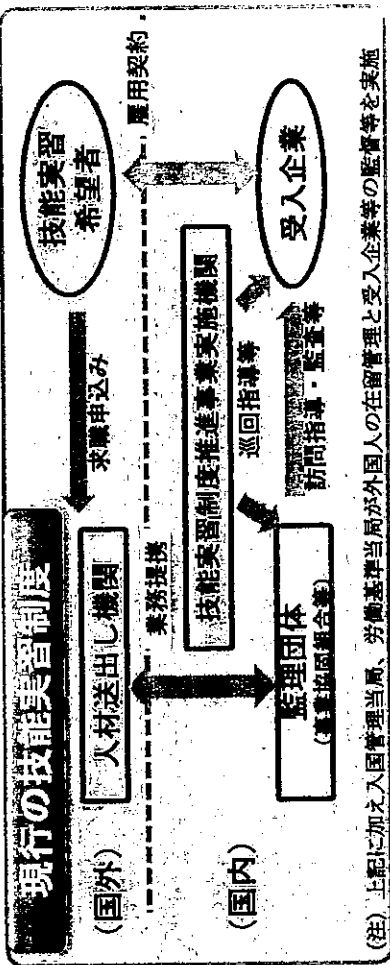 現行の技能実習制度
(国外)
人材送出し機関
求職申込み
技能実習
希望者
業務提携
雇用契約
(国内)
技能実習制度推進事業実施機関
巡回指導等
監理団体
(事業協同組合等)
訪問指導・監査等
受入企業
(注) 上記に加え入国管理当局、労働基準当局が外国人の在留管理と受入企業等の監督等を実施